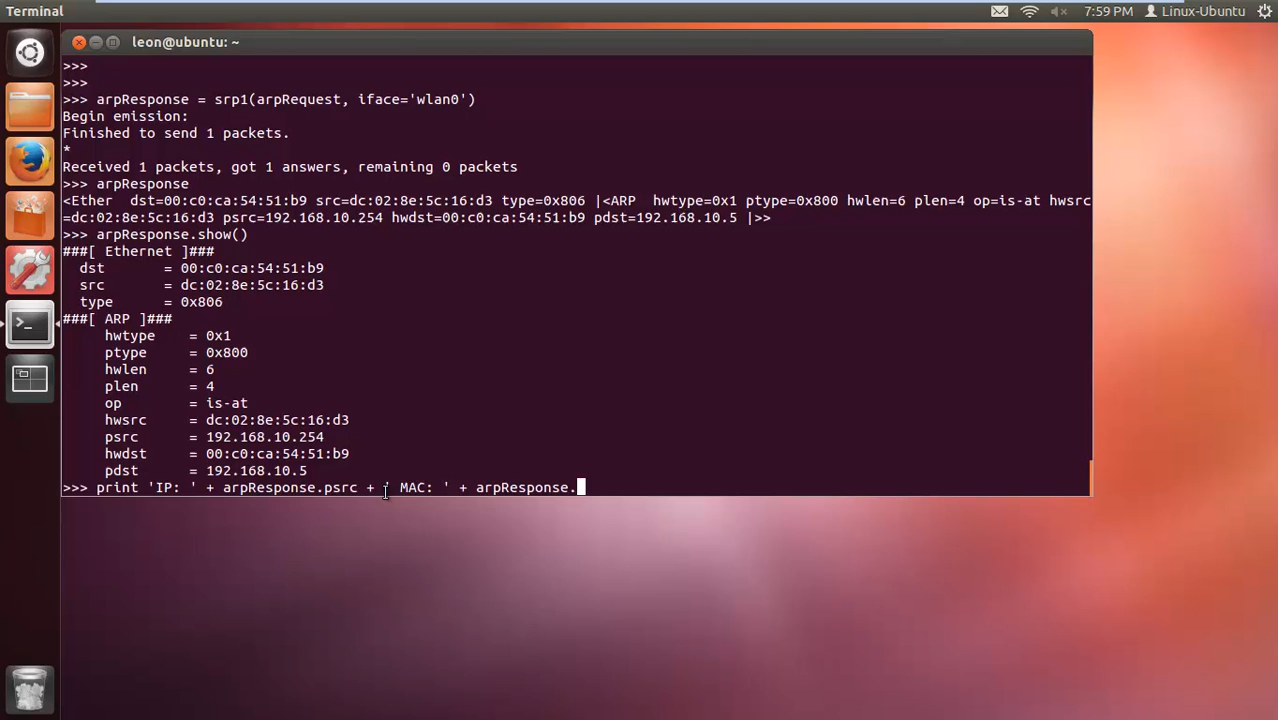 Terminal
7:59 PM
Linux-Ubuntu
leon@ubuntu: ~
>>>
>>>
>>> arpResponse = srp1(arpRequest, iface='wlan0')
Begin emission:
Finished to send 1 packets.
*
Received 1 packets, got 1 answers, remaining 0 packets
>>> arpResponse
<Ether  dst=00:c0:ca:54:51:b9 src=dc:02:8e:5c:16:d3 type=0x806 |<ARP  hwtype=0x1 ptype=0x800 hwlen=6 plen=4 op=is-at hwsrc
=dc:02:8e:5c:16:d3 psrc=192.168.10.254 hwdst=00:c0:ca:54:51:b9 pdst=192.168.10.5 |>>
>>> arpResponse.show()
###[ Ethernet ]###
  dst       = 00:c0:ca:54:51:b9
  src       = dc:02:8e:5c:16:d3
  type      = 0x806
###[ ARP ]###
     hwtype    = 0x1
     ptype     = 0x800
     hwlen     = 6
     plen      = 4
     op        = is-at
     hwsrc     = dc:02:8e:5c:16:d3
     psrc      = 192.168.10.254
     hwdst     = 00:c0:ca:54:51:b9
     pdst      = 192.168.10.5
>>> print 'IP: ' + arpResponse.psrc + ' MAC: ' + arpResponse.